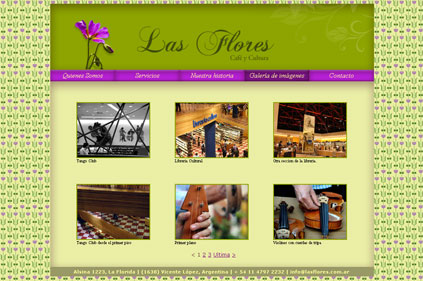 Las Flores
Café y Cultura
Quienes Somos
Servicios
Nuestra historia
Galería de imágenes
Contacto
Tango Club
Librería Cultural
Otra seccion de la librería.
Tango Club desde el primer piso
Primer plano
Violines con cuerdas de tripa
< 1 2 3 Ultima >
Alsina 1223, La Florida | (1638) Vicente López, Argentina | + 54 11 4797 2232 | info@lasflores.com.ar